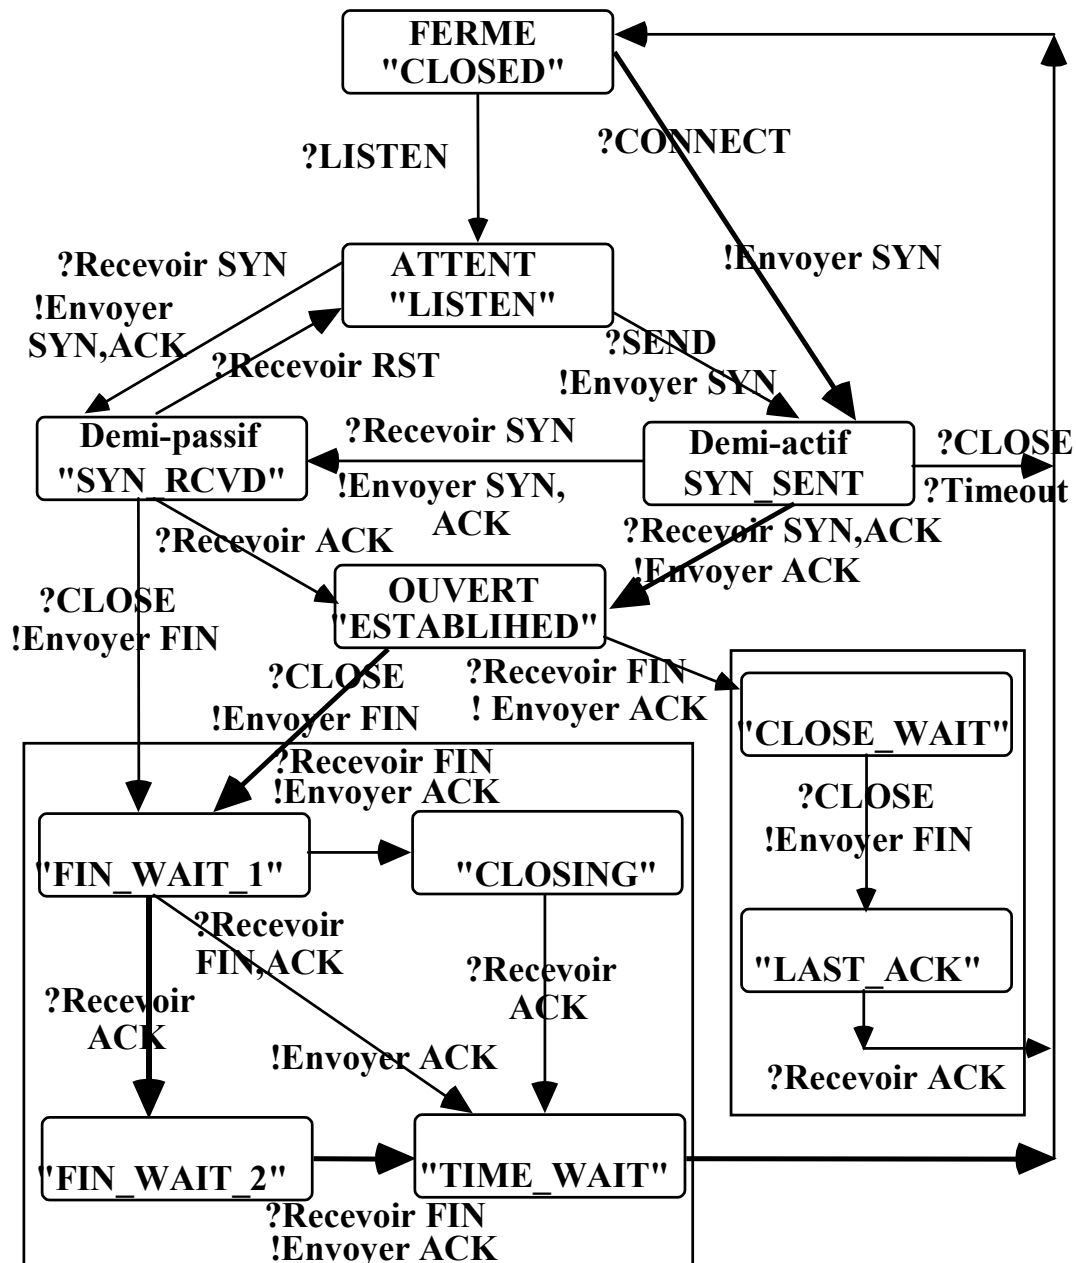 FERME
"CLOSED"
?LISTEN
?CONNECT
!Envoyer SYN
?Recevoir SYN
!Envoyer
SYN,ACK
ATTENT
"LISTEN"
?Recevoir RST
?SEND
!Envoyer SYN
Demi-passif
"SYN_RCVD"
?Recevoir SYN
!Envoyer SYN,
ACK
Demi-actif
SYN_SENT
?CLOSE
?Timeout
?Recevoir ACK
?Recevoir SYN,ACK
!Envoyer ACK
OUVERT
"ESTABLIHED"
?CLOSE
!Envoyer FIN
?CLOSE
!Envoyer FIN
?Recevoir FIN
! Envoyer ACK
"CLOSE_WAIT"
?Recevoir FIN
!Envoyer ACK
?CLOSE
!Envoyer FIN
"FIN_WAIT_1"
"CLOSING"
"LAST_ACK"
?Recevoir
FIN,ACK
?Recevoir
ACK
?Recevoir
ACK
!Envoyer ACK
?Recevoir ACK
"FIN_WAIT_2"
"TIME_WAIT"
?Recevoir FIN
!Envoyer ACK